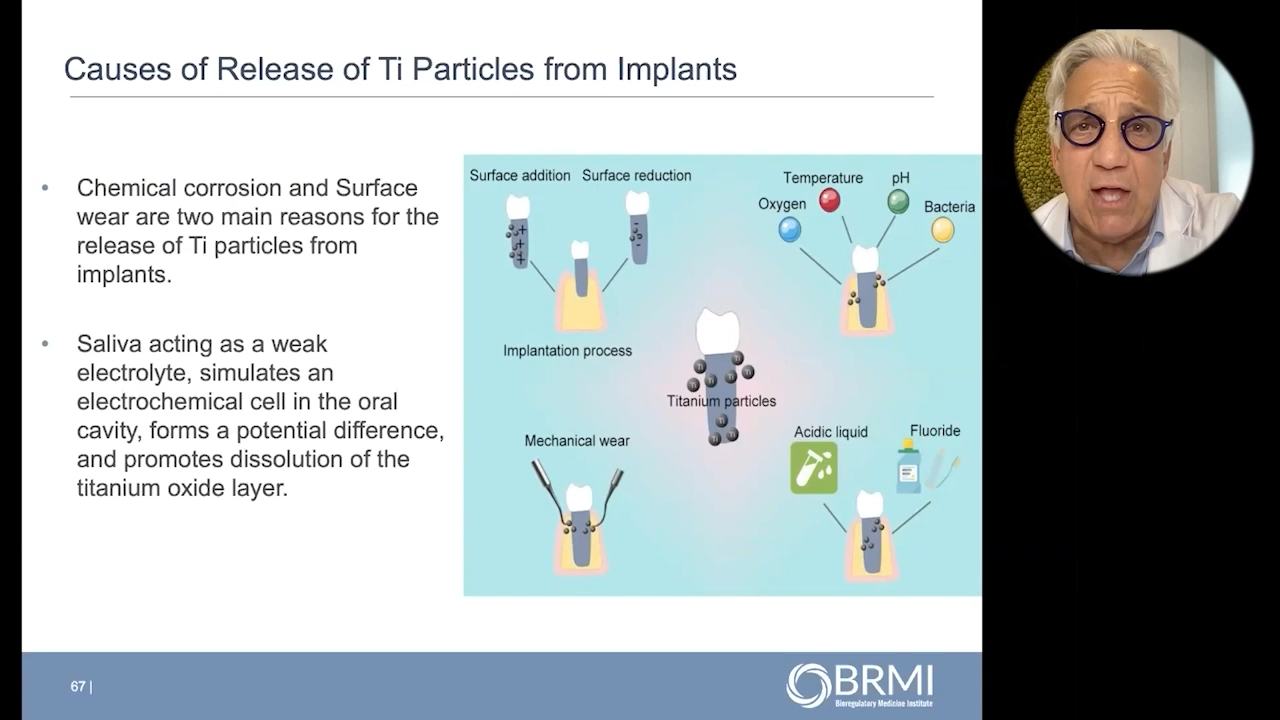 Causes of Release of Ti Particles from Implants
• Chemical corrosion and Surface
wear are two main reasons for the
release of Ti particles from
implants.
• Saliva acting as a weak
electrolyte, simulates an
electrochemical cell in the oral
cavity, forms a potential difference,
and promotes dissolution of the
titanium oxide layer.
Surface addition
Surface reduction
Implantation process
Temperature
pH
Oxygen
Bacteria
Titanium particles
Mechanical wear
Acidic liquid
Fluoride
67 |
BRMI
Bioregulatory Medicine Institute